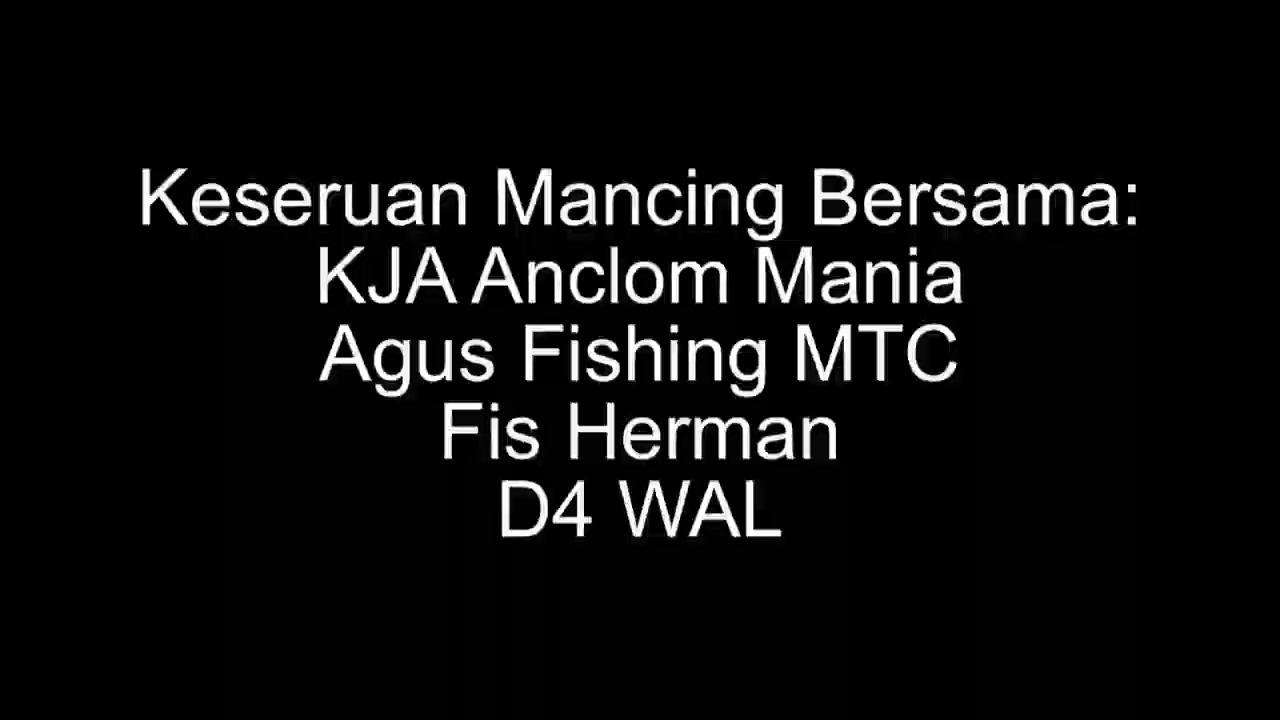 Keseruan Mancing Bersama:
KJA Anclom Mania
Agus Fishing MTC
Fis Herman
D4 WAL